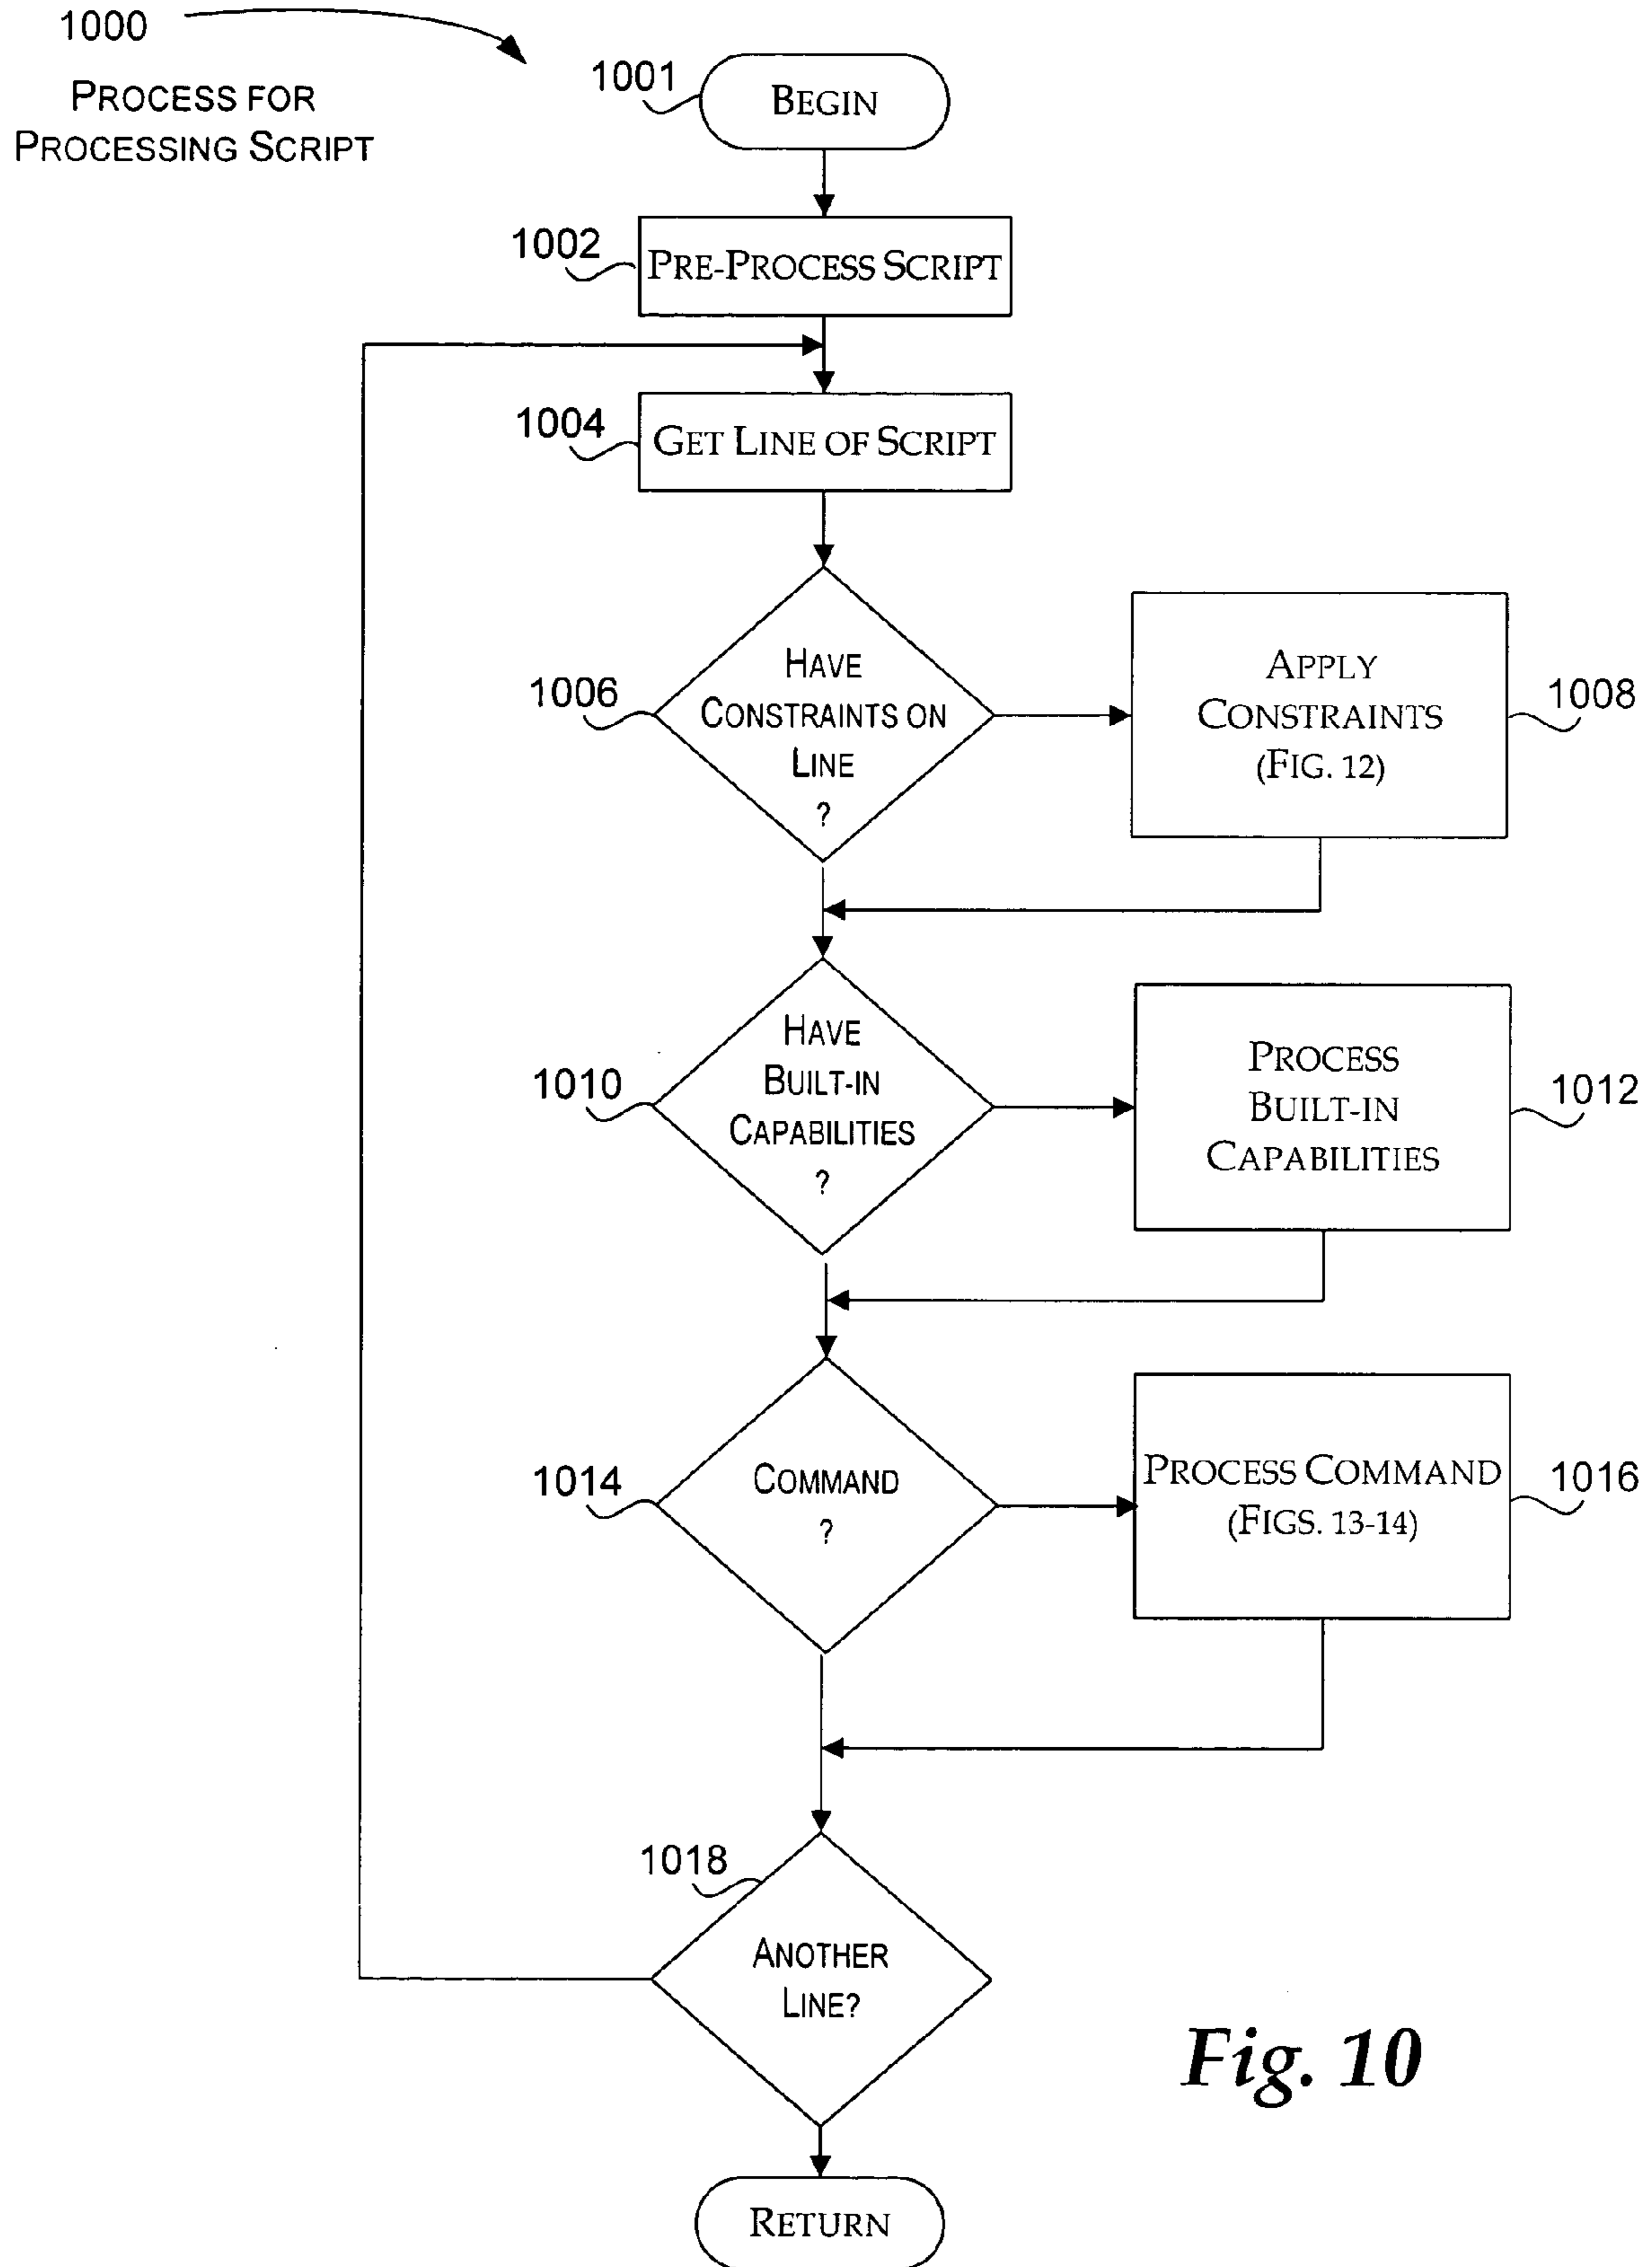 1000
PROCESS FOR
PROCESSING SCRIPT
1001
BEGIN
1002
PRE-PROCESS SCRIPT
1004
GET LINE OF SCRIPT
1006
HAVE
CONSTRAINTS ON
LINE
?
APPLY
CONSTRAINTS
(FIG. 12)
1008
1010
HAVE
BUILT-IN
CAPABILITIES
?
PROCESS
BUILT-IN
CAPABILITIES
1012
1014
COMMAND
?
PROCESS COMMAND
(FIGS. 13-14)
1016
1018
ANOTHER
LINE?
RETURN
Fig. 10